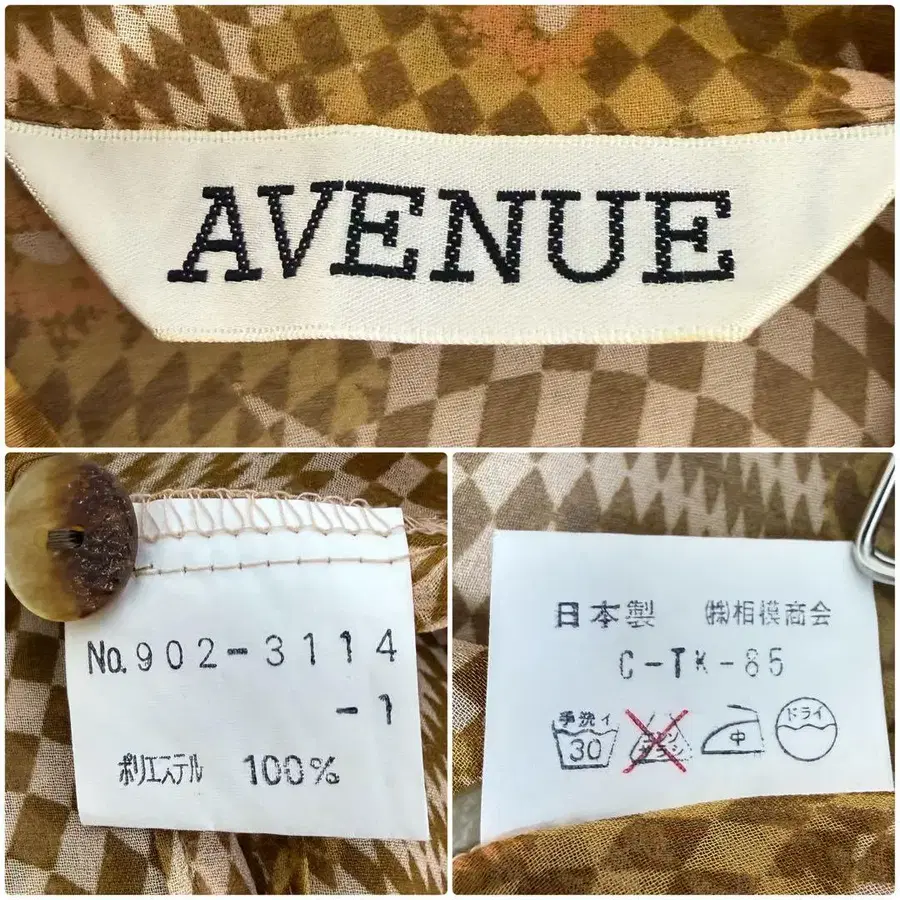 AVENUE
No.902-3114
-1
ポリエステル 100%
日本製 ㈱相模商会
C-TK-85
手洗イ
30
中
ドライ